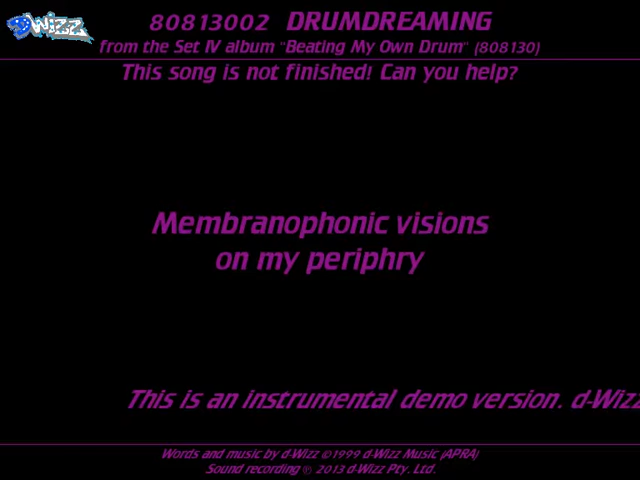 d-Wizz
80813002 DRUMDREAMING
from the Set IV album "Beating My Own Drum" (808130)
This song is not finished! Can you help?
Membranophonic visions
on my periphry
This is an instrumental demo version. d-Wizz
Words and music by d-Wizz ©1999 d-Wizz Music (APRA)
Sound recording ℗ 2013 d-Wizz Pty. Ltd.